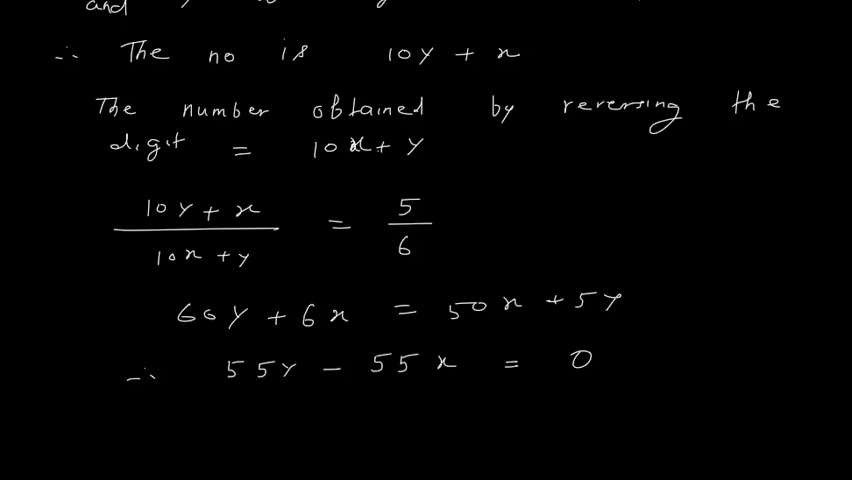 and
∴ The no is 10y + x
The number obtained by reversing the
digit = 10x + y
10y + x / 10x + y = 5 / 6
60y + 6x = 50x + 5y
∴ 55y - 55x = 0